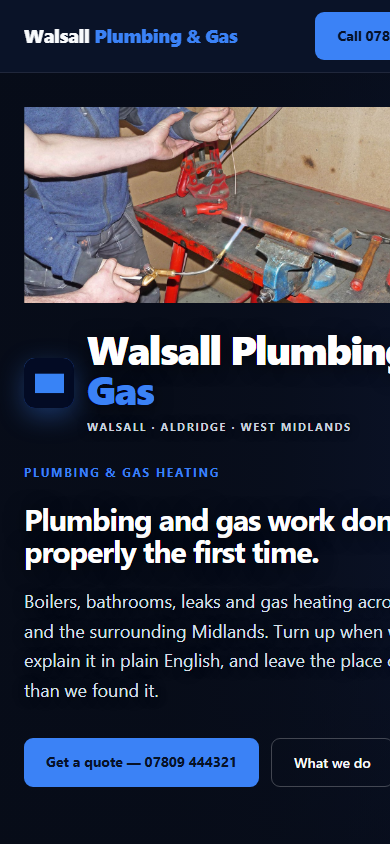 Walsall Plumbing & Gas
Call 078
Walsall Plumbing
Gas
WALSALL · ALDRIDGE · WEST MIDLANDS
PLUMBING & GAS HEATING
Plumbing and gas work don
properly the first time.
Boilers, bathrooms, leaks and gas heating acro
and the surrounding Midlands. Turn up when
explain it in plain English, and leave the place
than we found it.
Get a quote — 07809 444321
What we do